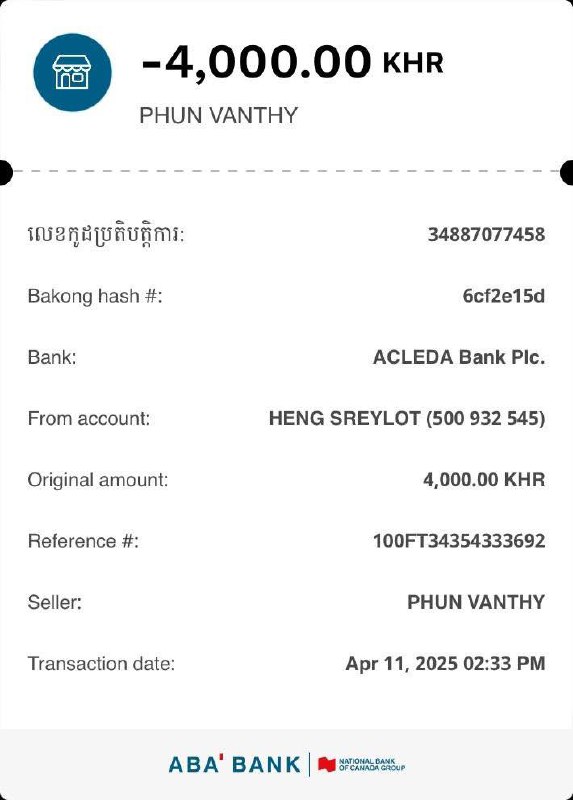 -4,000.00 KHR
PHUN VANTHY
លេខកូដប្រតិបត្តិការ: 34887077458
Bakong hash #: 6cf2e15d
Bank: ACLEDA Bank Plc.
From account: HENG SREYLOT (500 932 545)
Original amount: 4,000.00 KHR
Reference #: 100FT34354333692
Seller: PHUN VANTHY
Transaction date: Apr 11, 2025 02:33 PM
ABA' BANK NATIONAL BANK
OF CANADA GROUP